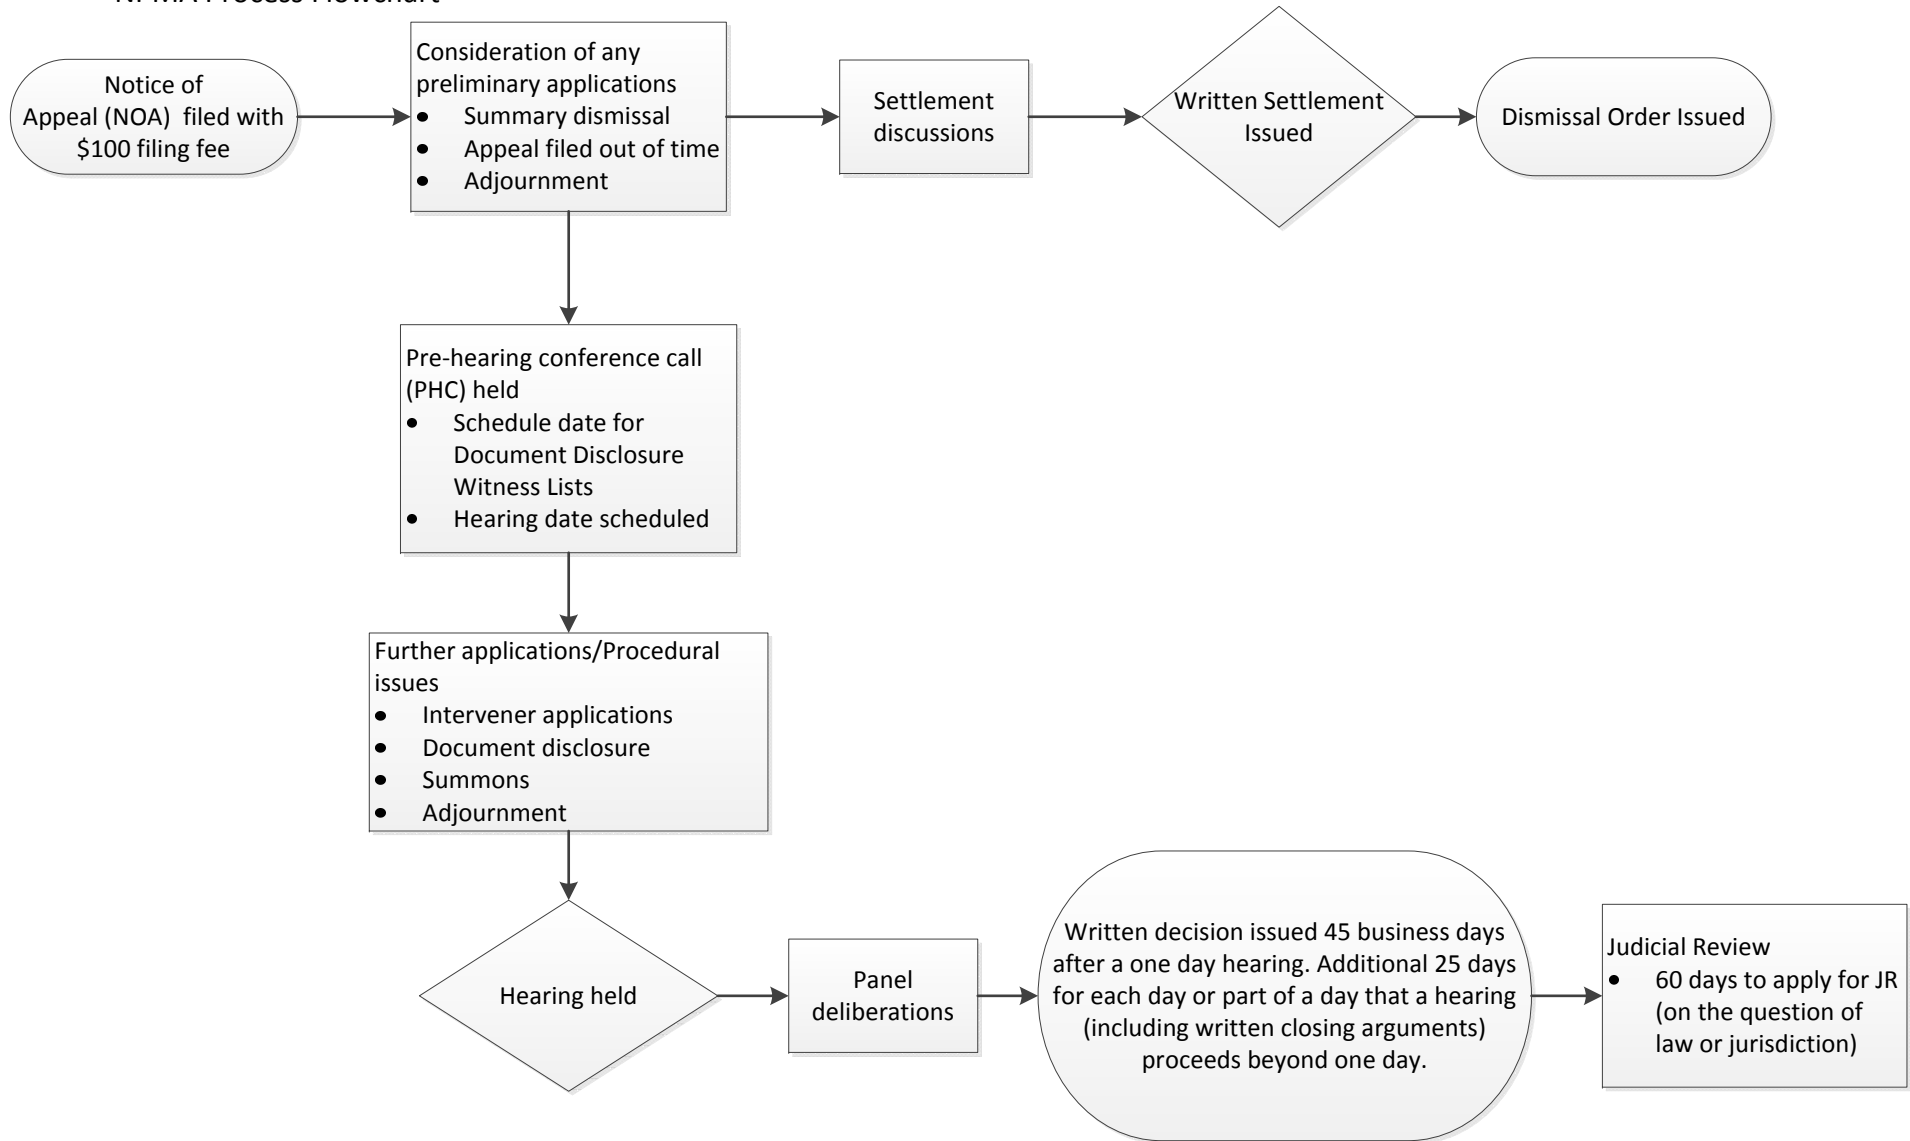 NPMA Process Flowchart
Notice of
Appeal (NOA) filed with
$100 filing fee
Consideration of any
preliminary applications
• Summary dismissal
• Appeal filed out of time
• Adjournment
Settlement
discussions
Written Settlement
Issued
Dismissal Order Issued
Pre-hearing conference call
(PHC) held
• Schedule date for
Document Disclosure
Witness Lists
• Hearing date scheduled
Further applications/Procedural
issues
• Intervener applications
• Document disclosure
• Summons
• Adjournment
Hearing held
Panel
deliberations
Written decision issued 45 business days
after a one day hearing. Additional 25 days
for each day or part of a day that a hearing
(including written closing arguments)
proceeds beyond one day.
Judicial Review
• 60 days to apply for JR
(on the question of
law or jurisdiction)